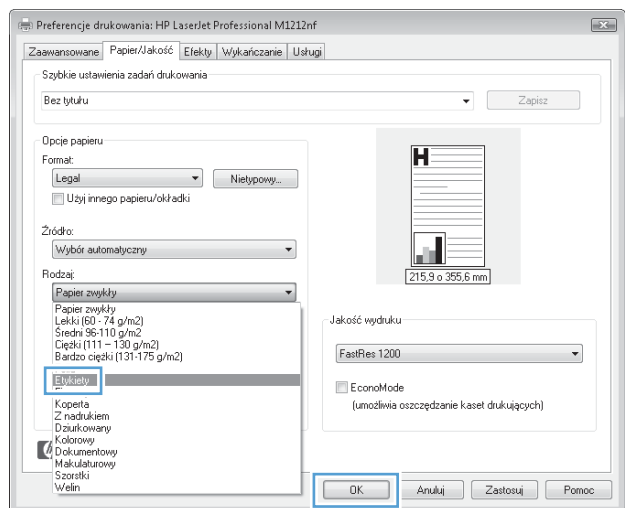 Preferencje drukowania: HP LaserJet Professional M1212nf
Zaawansowane Papier/Jakość Efekty Wykańczanie Usługi
Szybkie ustawienia zadań drukowania
Bez tytułu
Zapisz
Opcje papieru
Format:
Legal
Nietypowy...
Użyj innego papieru/okładki
Źródło:
Wybór automatyczny
Rodzaj:
Papier zwykły
Papier zwykły
Lekki (60 - 74 g/m2)
Średni 96-110 g/m2
Ciężki (111 – 130 g/m2)
Bardzo ciężki (131-175 g/m2)
Etykiety
Koperta
Z nadrukiem
Dziurkowany
Kolorowy
Dokumentowy
Makulaturowy
Szorstki
Welin
H
215,9 o 355,6 mm
Jakość wydruku
FastRes 1200
EconoMode
(umożliwia oszczędzanie kaset drukujących)
OK Anuluj Zastosuj Pomoc